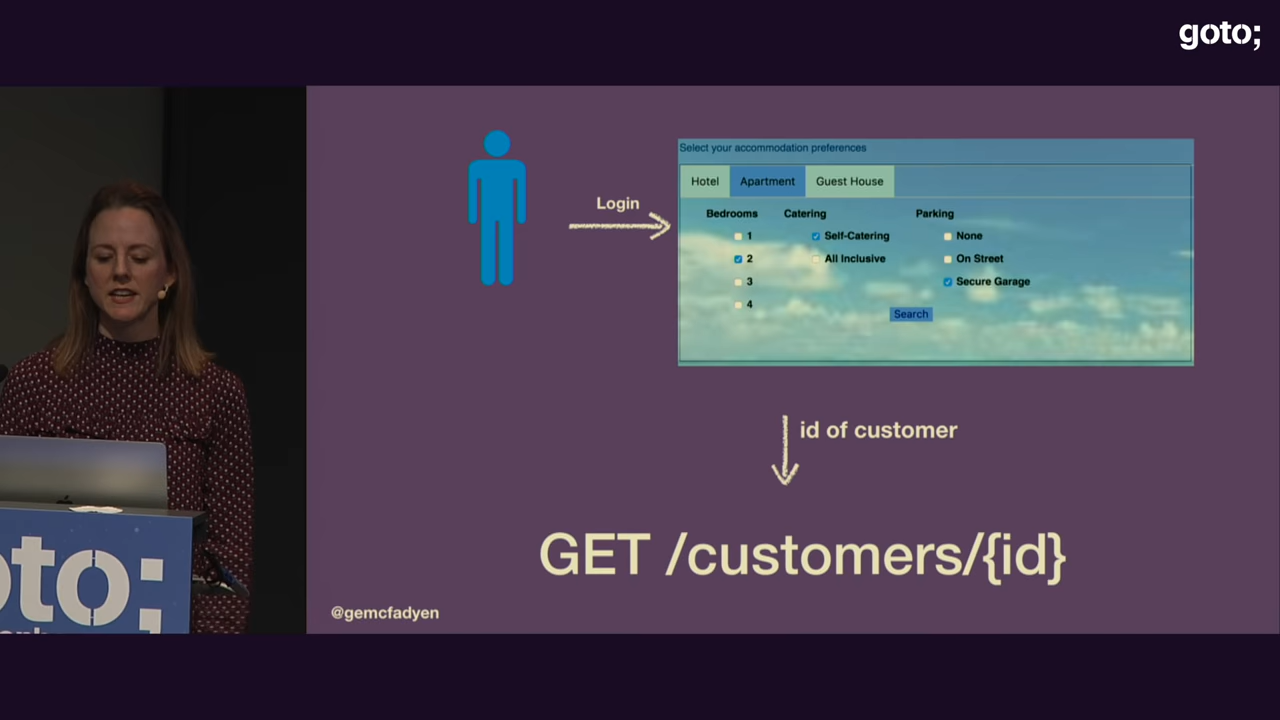 goto;
Select your accommodation preferences
Hotel Apartment Guest House
Bedrooms Catering Parking
1 Self-Catering None
2 All Inclusive On Street
3 Secure Garage
4
Search
Login
id of customer
GET /customers/{id}
@gemcfadyen
oto;